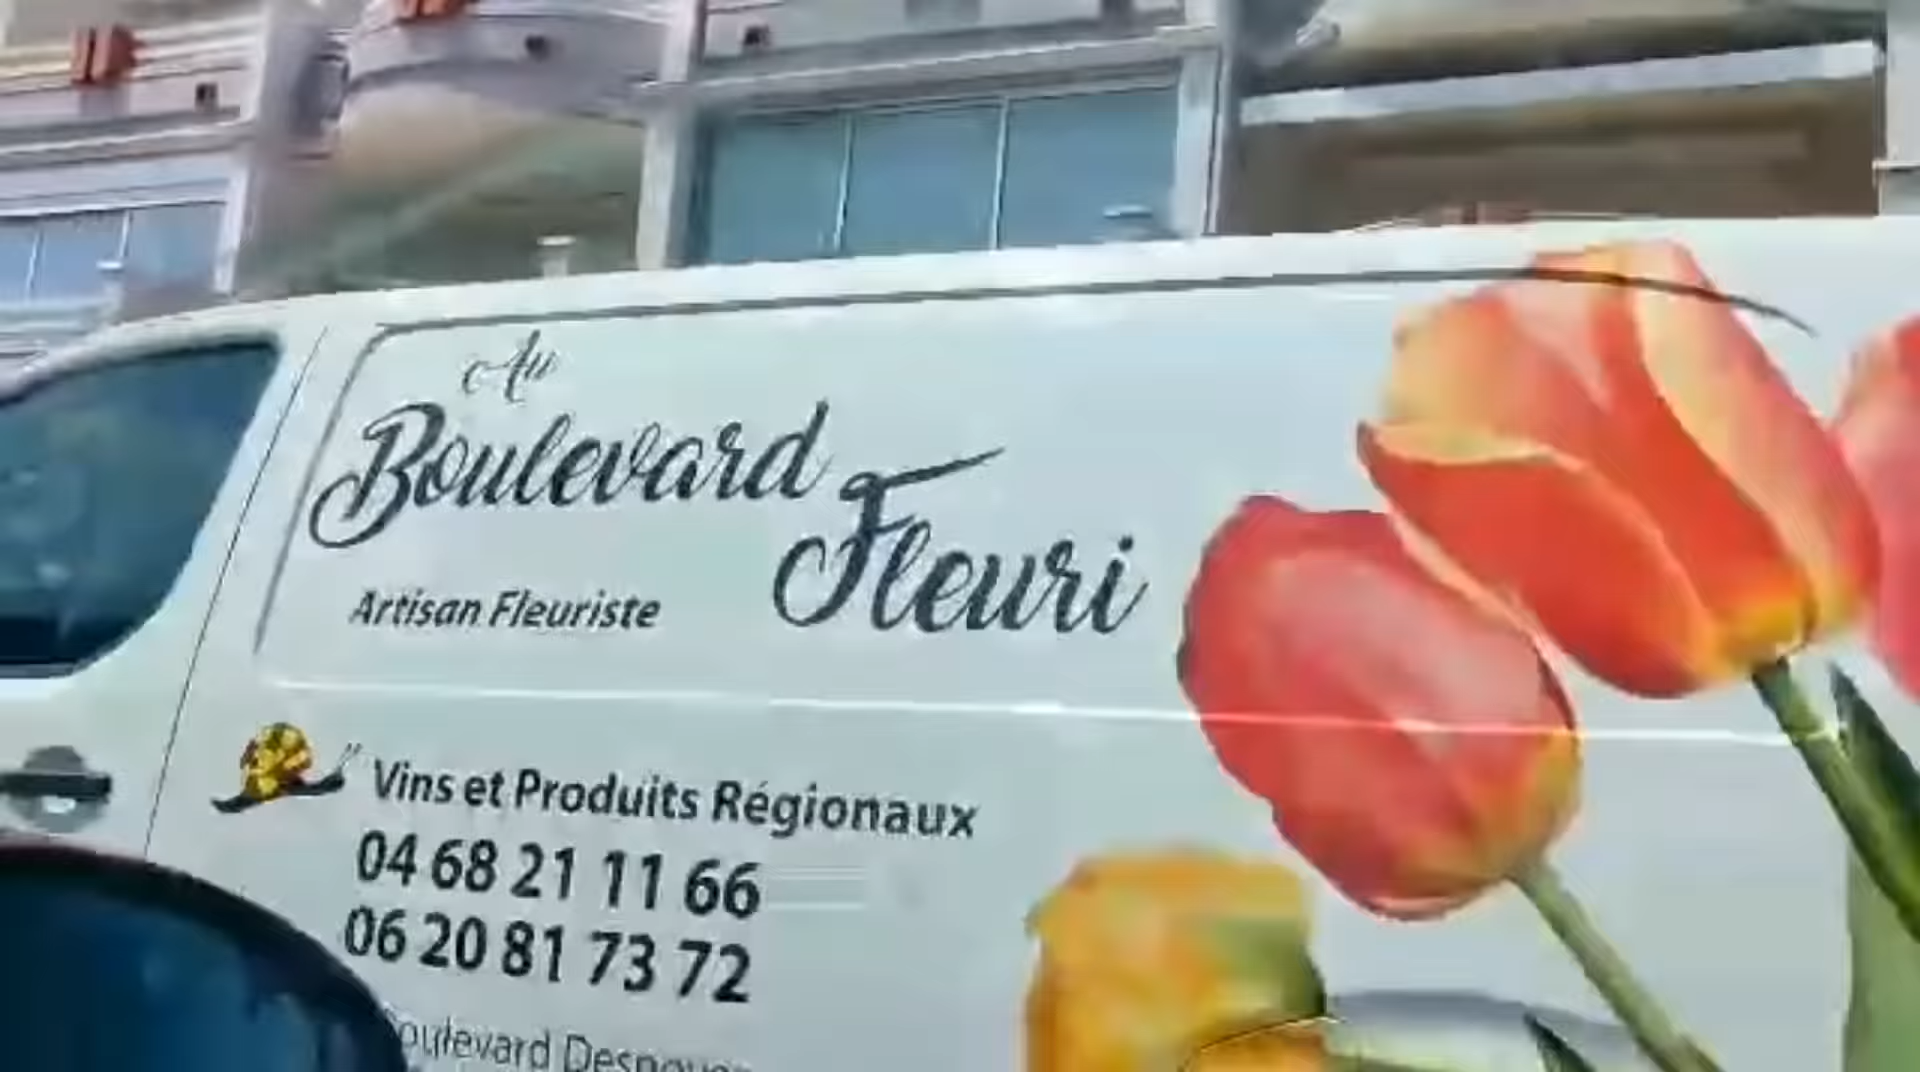 Au
Boulevard
Fleuri
Artisan Fleuriste
Vins et Produits Régionaux
04 68 21 11 66
06 20 81 73 72
Boulevard